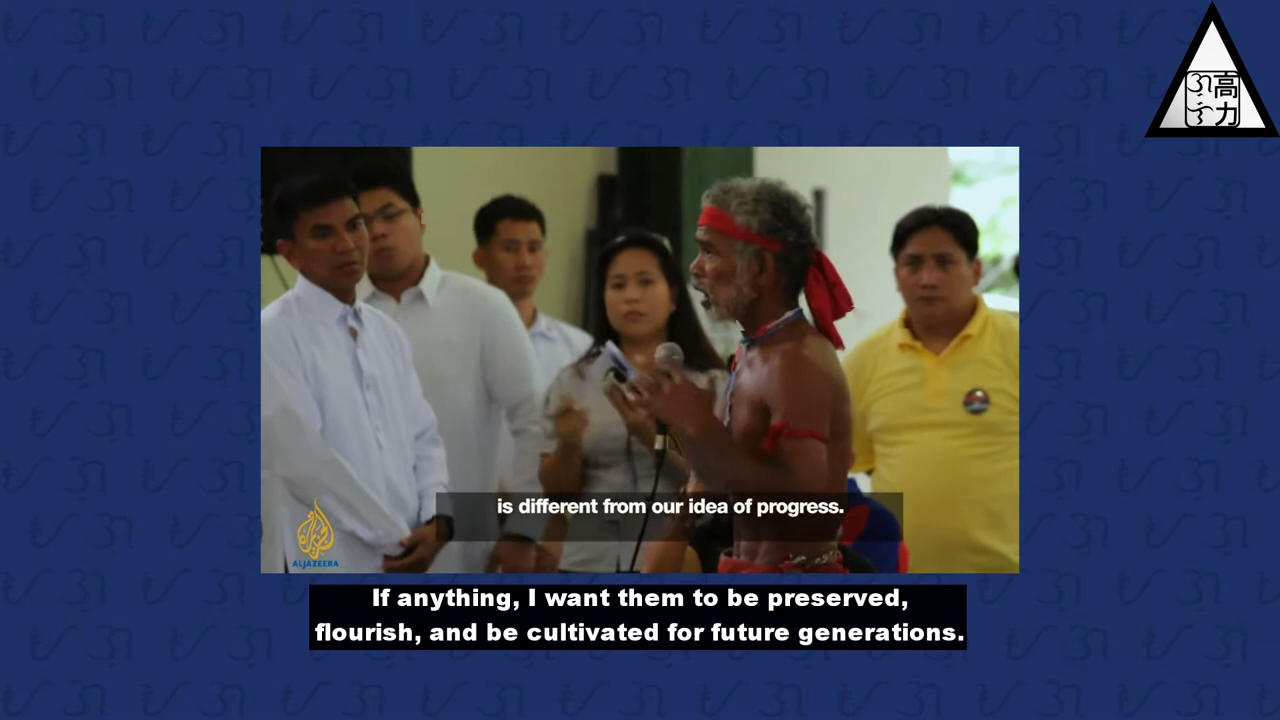 高
力
is different from our idea of progress.
ALJAZEERA
If anything, I want them to be preserved,
flourish, and be cultivated for future generations.